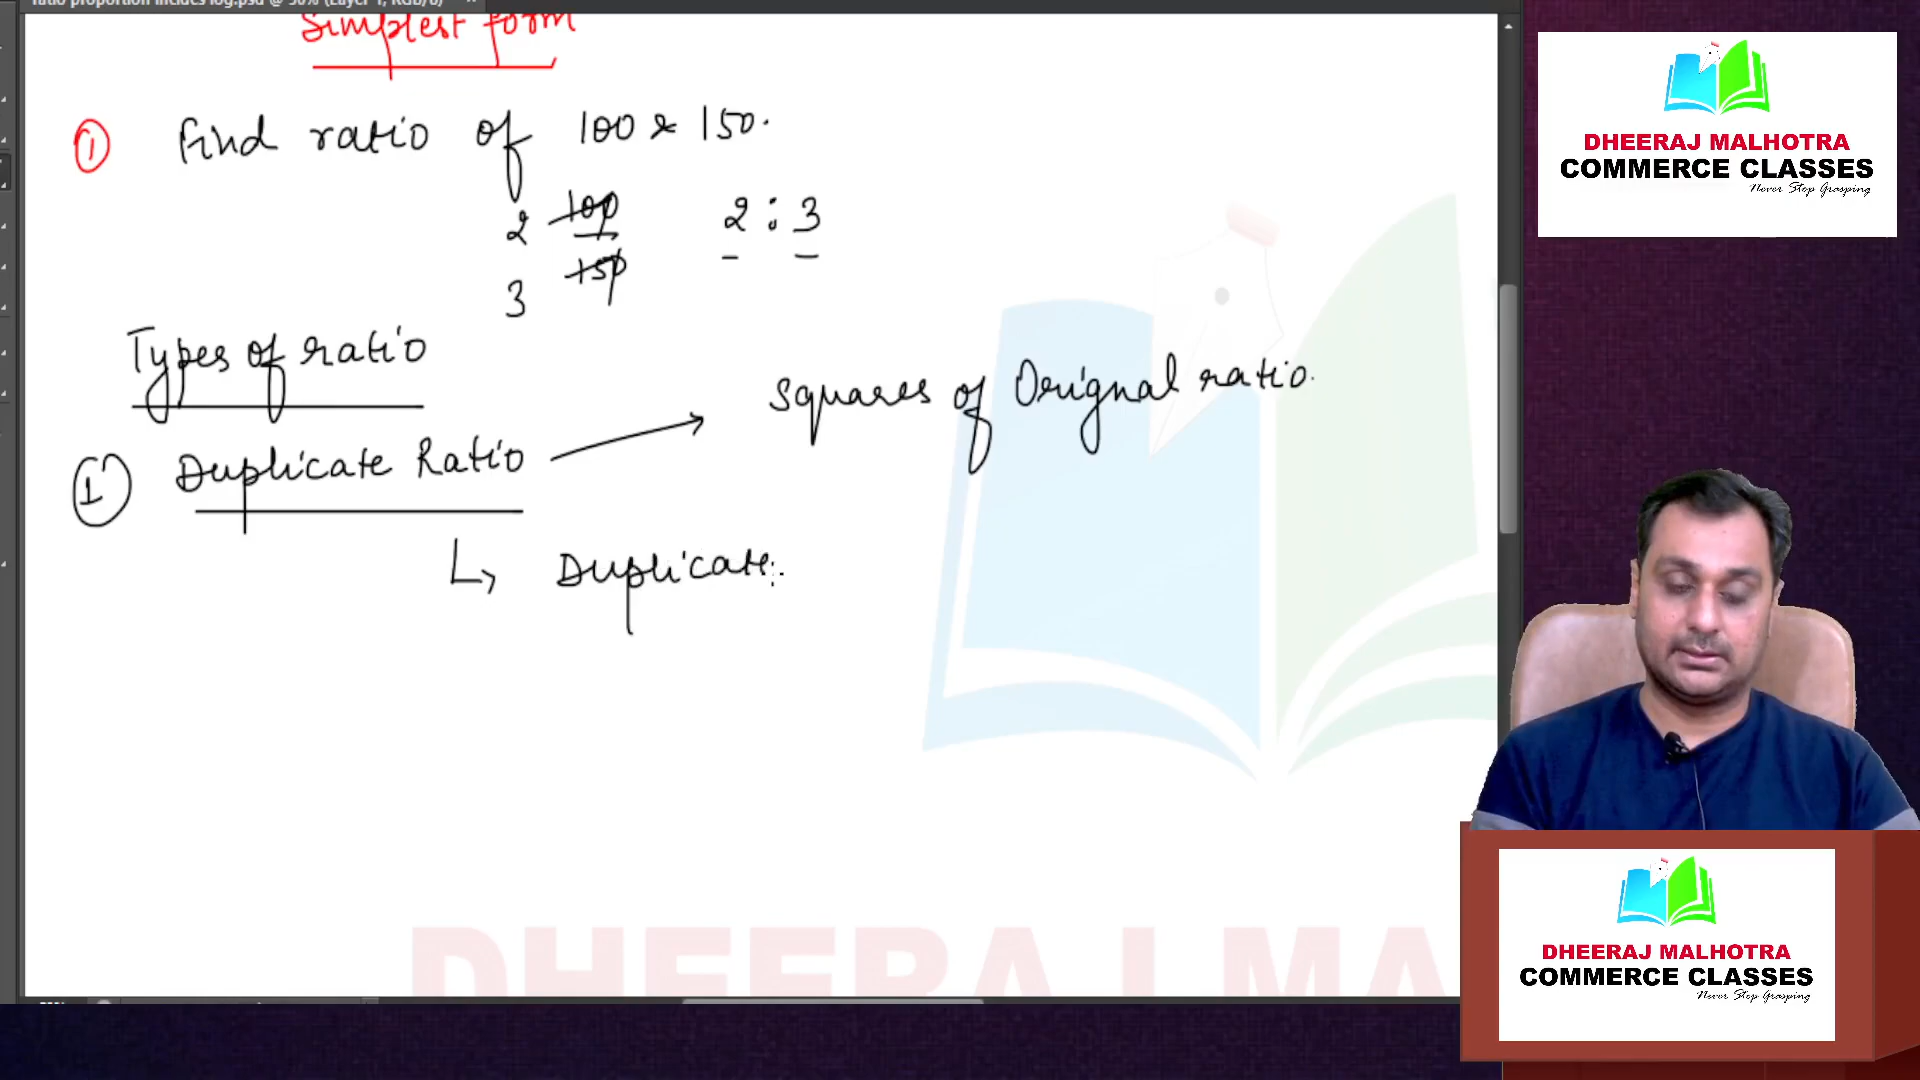 Simplest form
① Find ratio of 100 & 150.
2 100 2 : 3
3 150
Types of ratio
① Duplicate Ratio → Squares of Orignal ratio.
↳ Duplicate
DHEERAJ MALHOTRA
COMMERCE CLASSES
Never Stop Grasping
DHEERAJ MALHOTRA
COMMERCE CLASSES
Never Stop Grasping
DHEERAJ MA